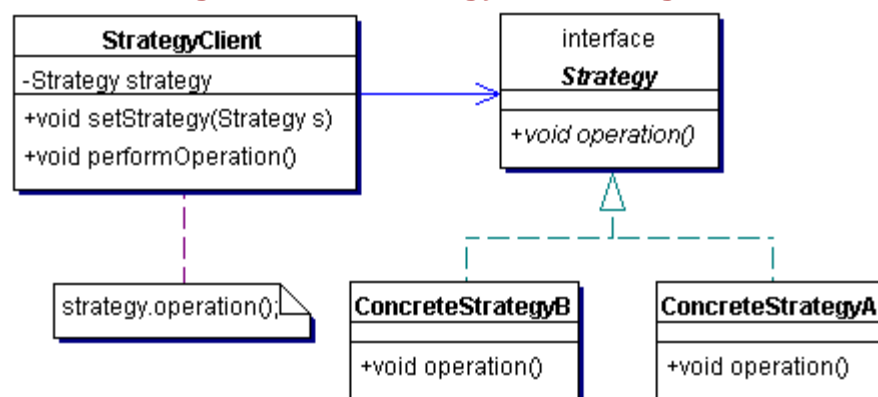 StrategyClient
-Strategy strategy
+void setStrategy(Strategy s)
+void performOperation()
interface
Strategy
+void operation()
strategy.operation();
ConcreteStrategyB
+void operation()
ConcreteStrategyA
+void operation()